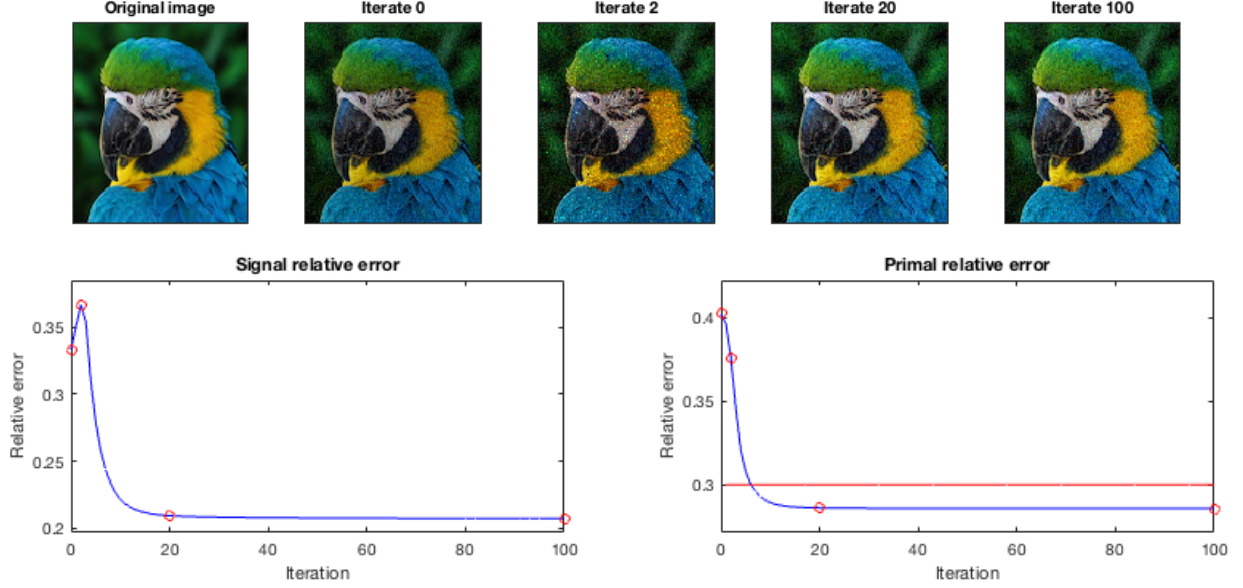 Original image
Iterate 0
Iterate 2
Iterate 20
Iterate 100
Signal relative error
Relative error
0.35
0.3
0.25
0.2
0 20 40 60 80 100
Iteration
Primal relative error
Relative error
0.4
0.35
0.3
0 20 40 60 80 100
Iteration